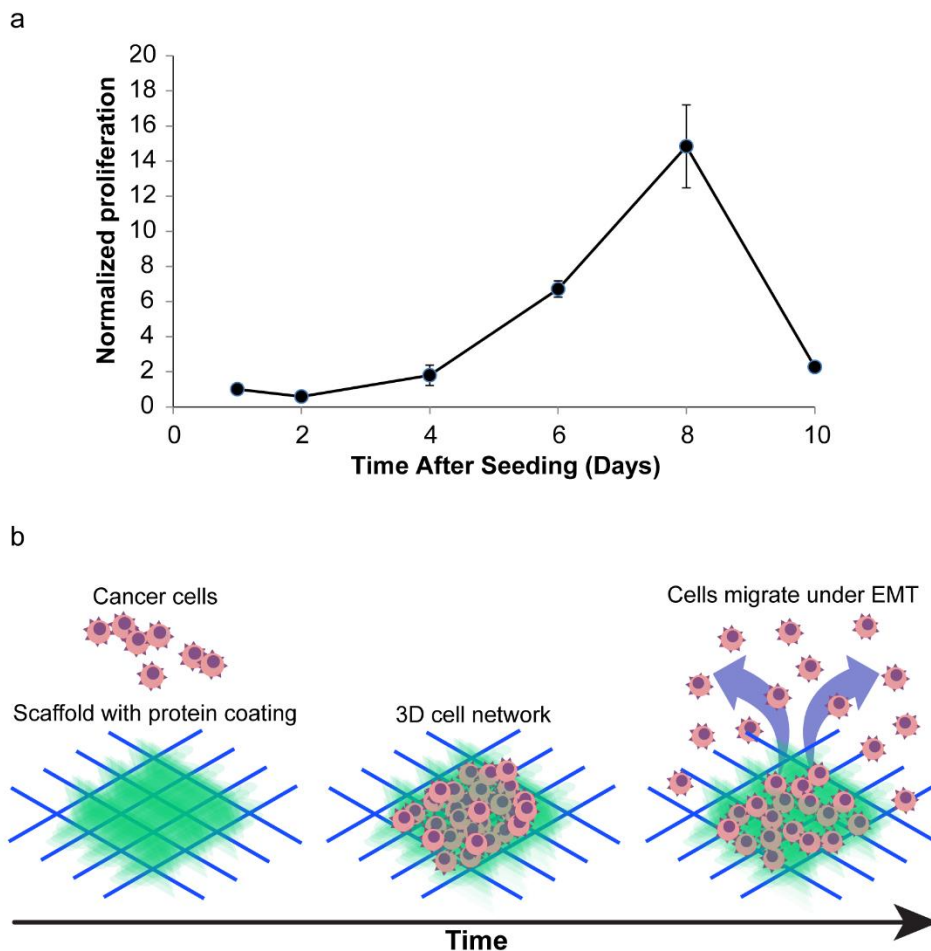 a
20
18
16
14
12
10
8
6
4
2
0
Normalized proliferation
0 2 4 6 8 10
Time After Seeding (Days)
b
Cancer cells
Cells migrate under EMT
Scaffold with protein coating
3D cell network
Time